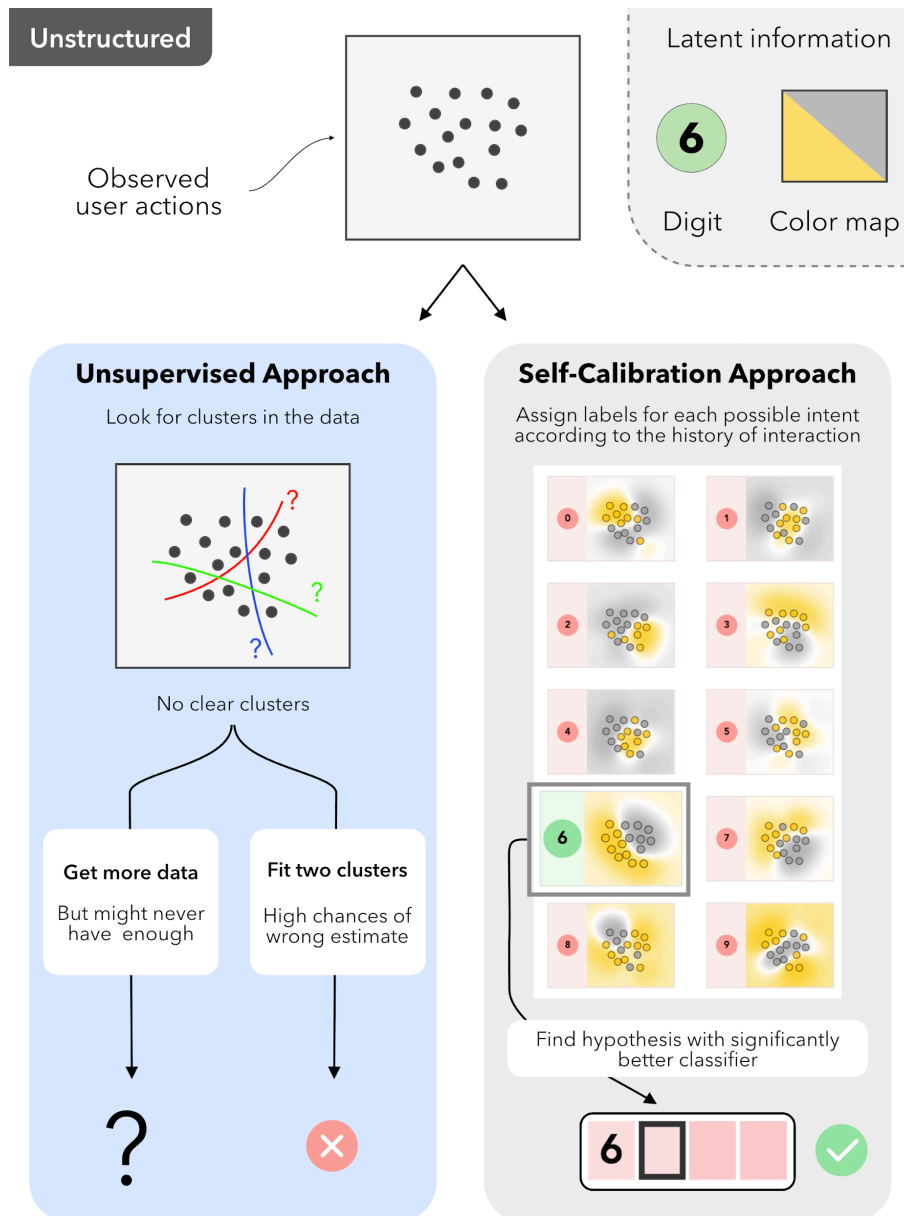 Unstructured
Latent information
6
Digit
Color map
Observed
user actions
Unsupervised Approach
Look for clusters in the data
?
?
?
No clear clusters
Get more data
But might never
have enough
Fit two clusters
High chances of
wrong estimate
?
Self-Calibration Approach
Assign labels for each possible intent
according to the history of interaction
0
1
2
3
4
5
6
7
8
9
Find hypothesis with significantly
better classifier
6